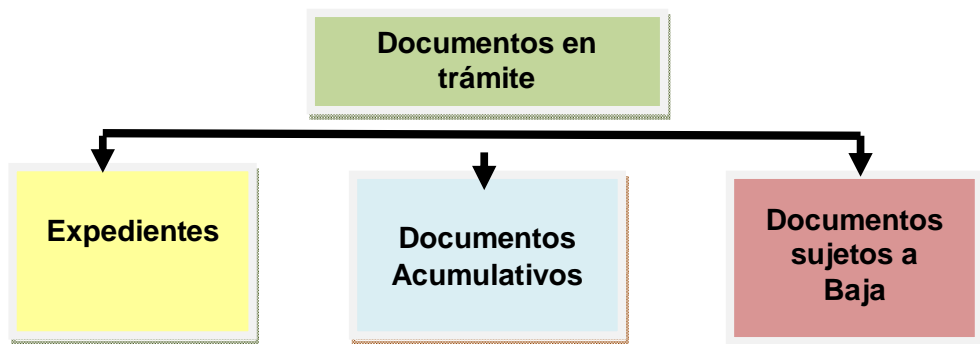 Documentos en
trámite
Expedientes
Documentos
Acumulativos
Documentos
sujetos a
Baja